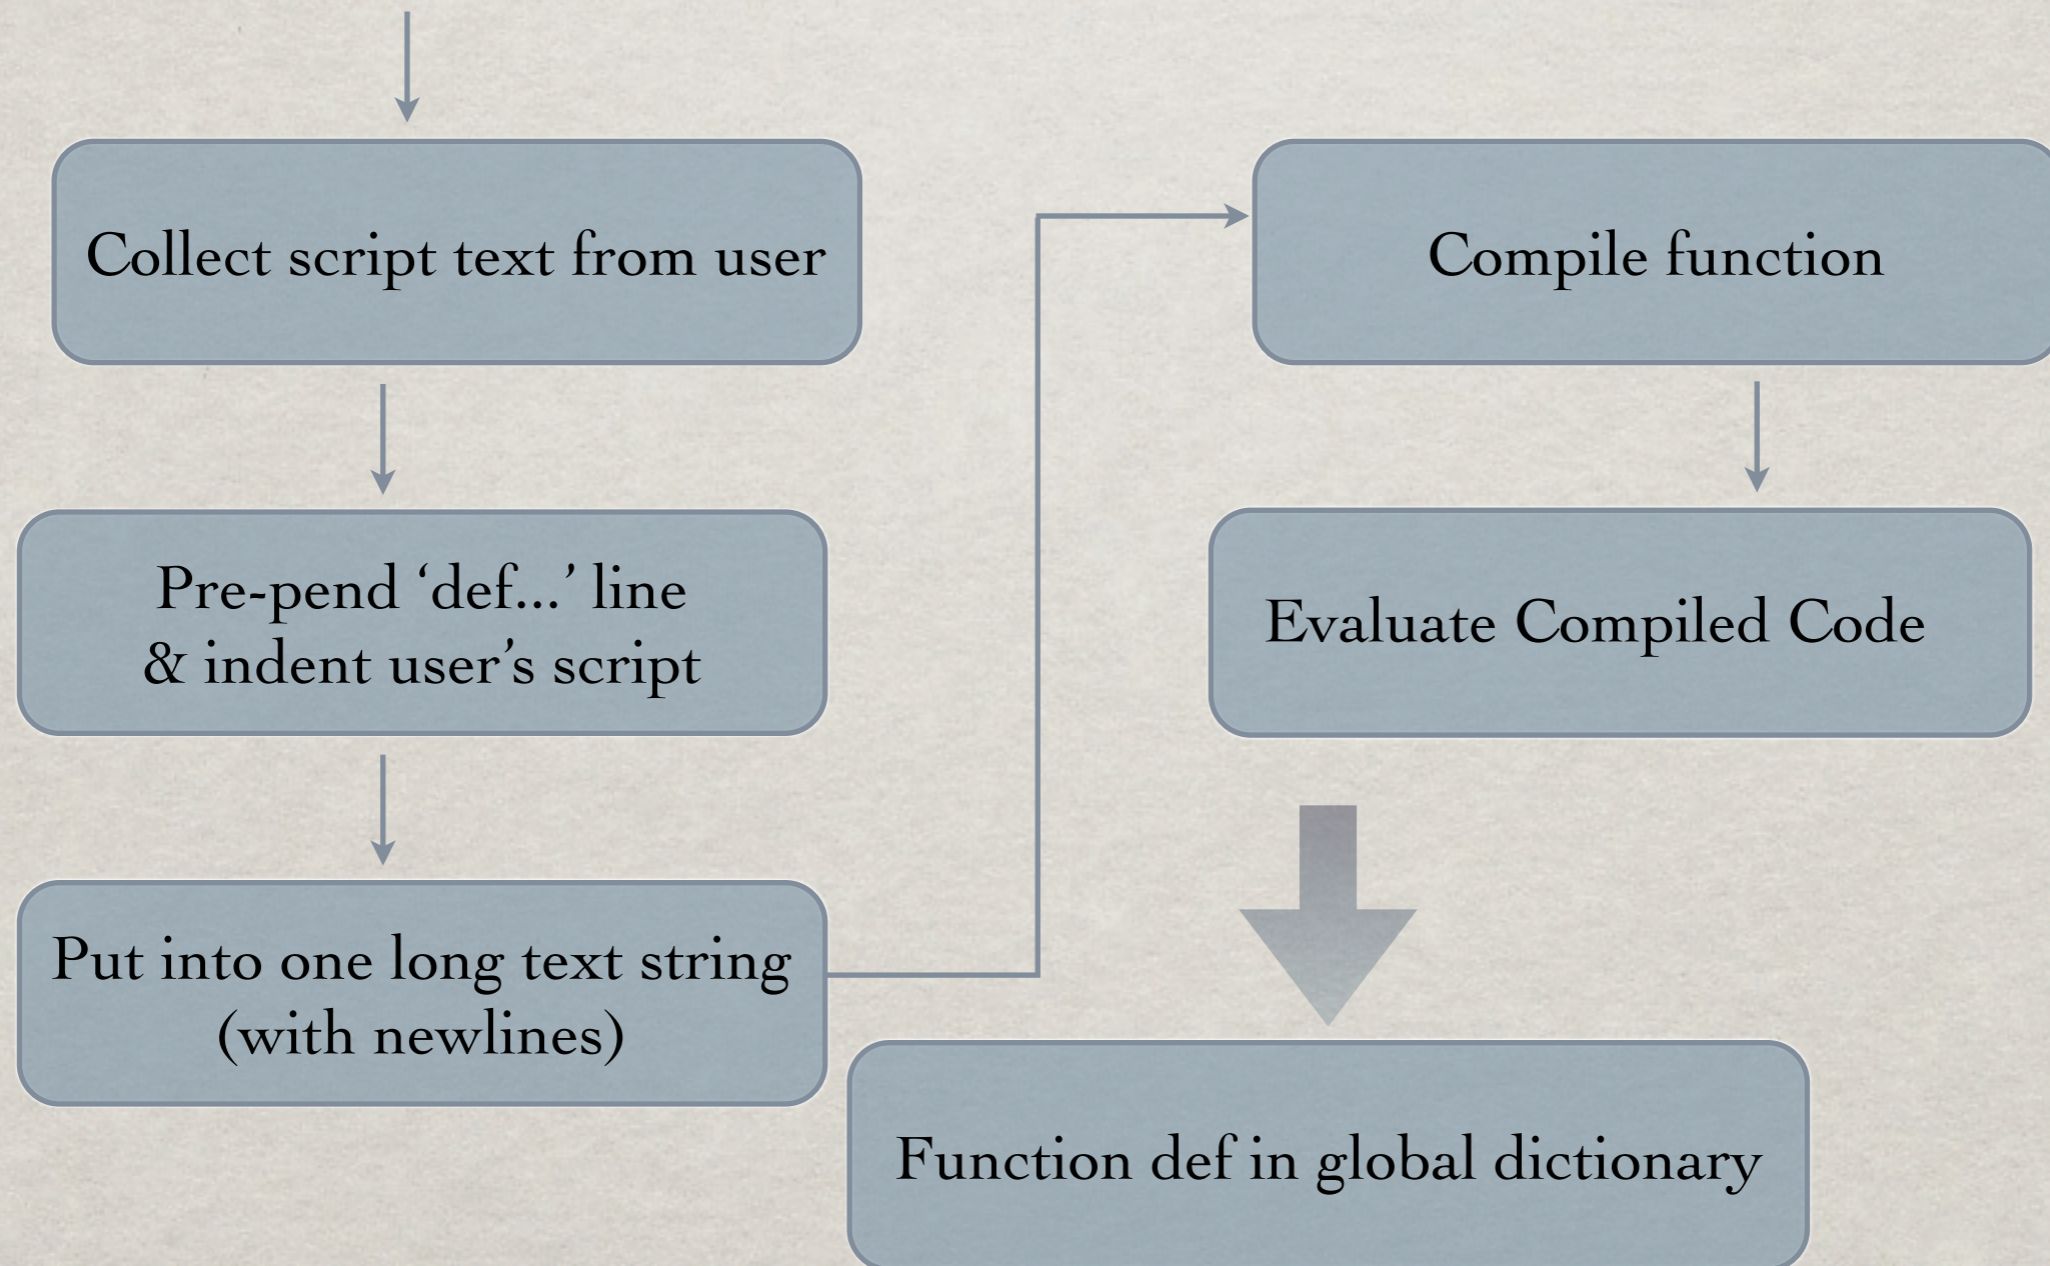 Collect script text from user
Pre-pend ‘def...’ line
& indent user’s script
Put into one long text string
(with newlines)
Compile function
Evaluate Compiled Code
Function def in global dictionary